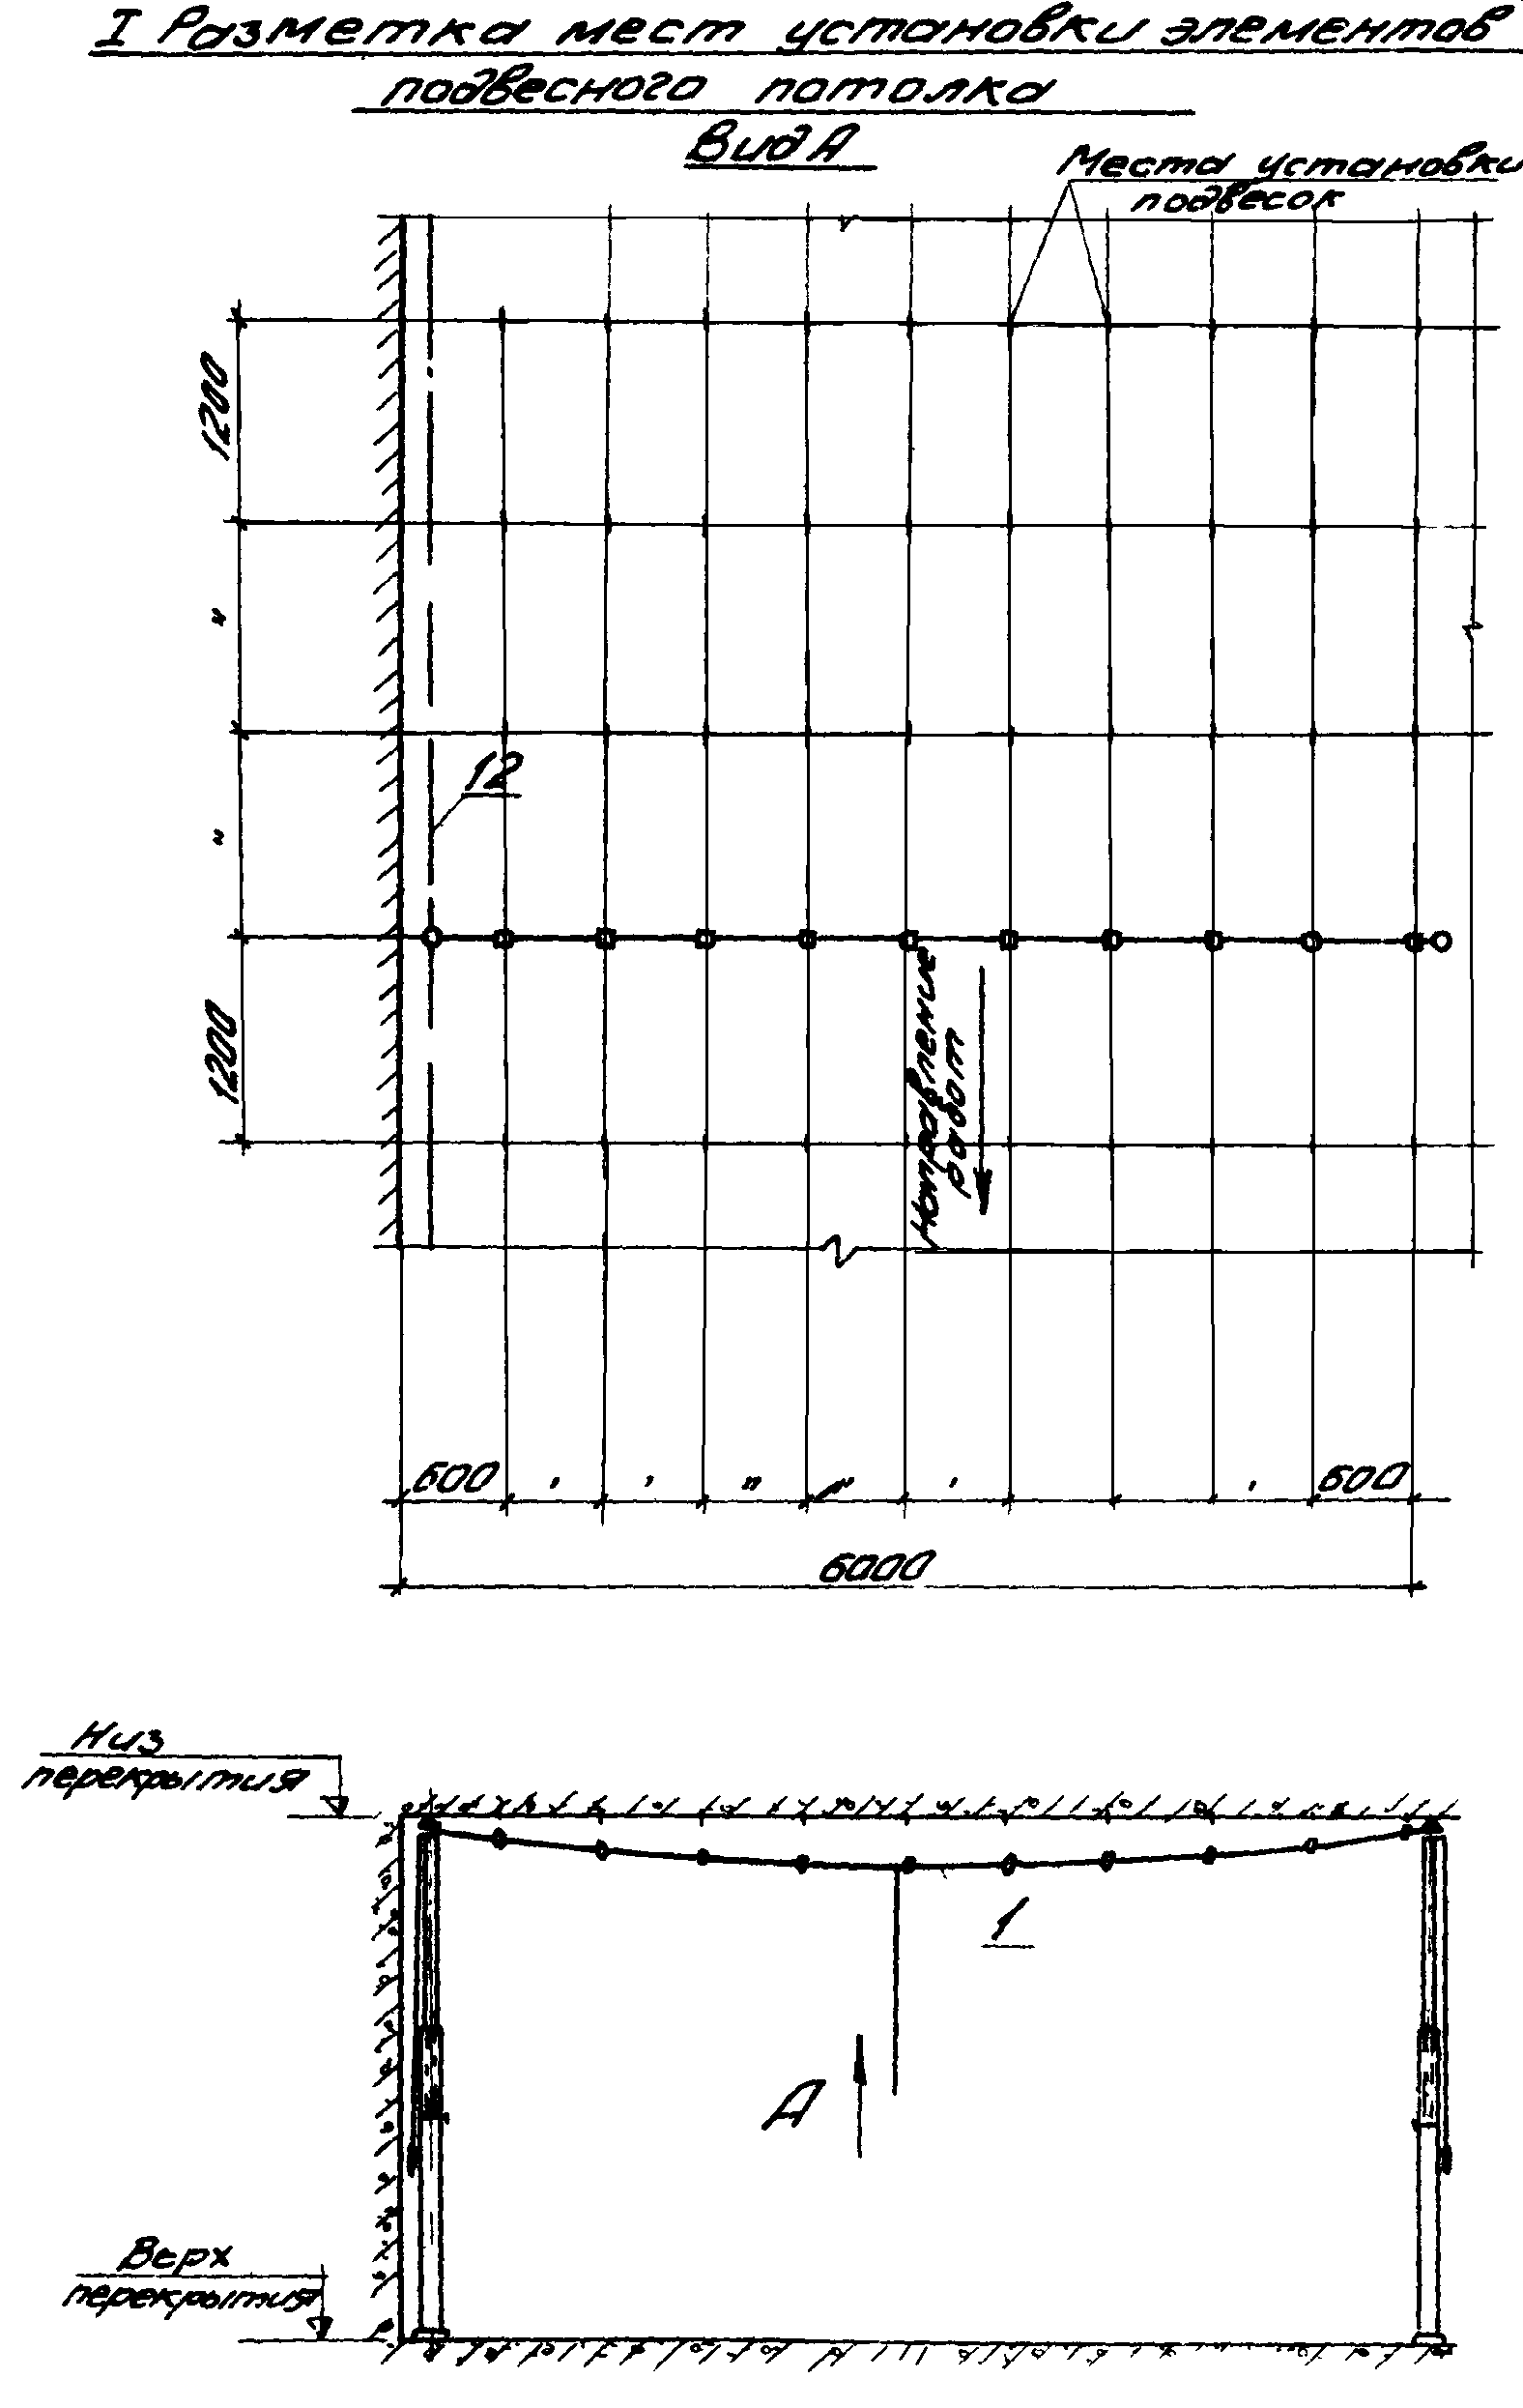 I Разметка мест установки элементов
подвесного потолка
Вид А
Места установки
подвесок
1200
"
12
"
1200
Направление
работ
600 " " " " " " 600
6000
Низ
перекрытия
1
А
Верх
перекрытия